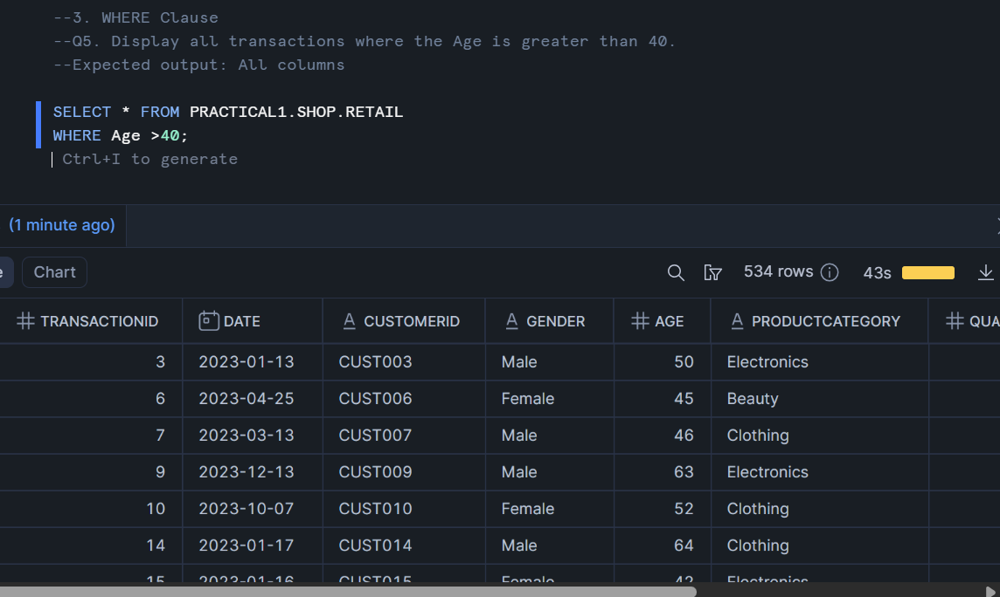 --3. WHERE Clause
--Q5. Display all transactions where the Age is greater than 40.
--Expected output: All columns
SELECT * FROM PRACTICAL1.SHOP.RETAIL
WHERE Age >40;
Ctrl+I to generate
(1 minute ago)
Chart 534 rows 43s
TRANSACTIONID DATE CUSTOMERID GENDER AGE PRODUCTCATEGORY QUA
3 2023-01-13 CUST003 Male 50 Electronics
6 2023-04-25 CUST006 Female 45 Beauty
7 2023-03-13 CUST007 Male 46 Clothing
9 2023-12-13 CUST009 Male 63 Electronics
10 2023-10-07 CUST010 Female 52 Clothing
14 2023-01-17 CUST014 Male 64 Clothing
15 2023-01-16 CUST015 Female 42 Electronics